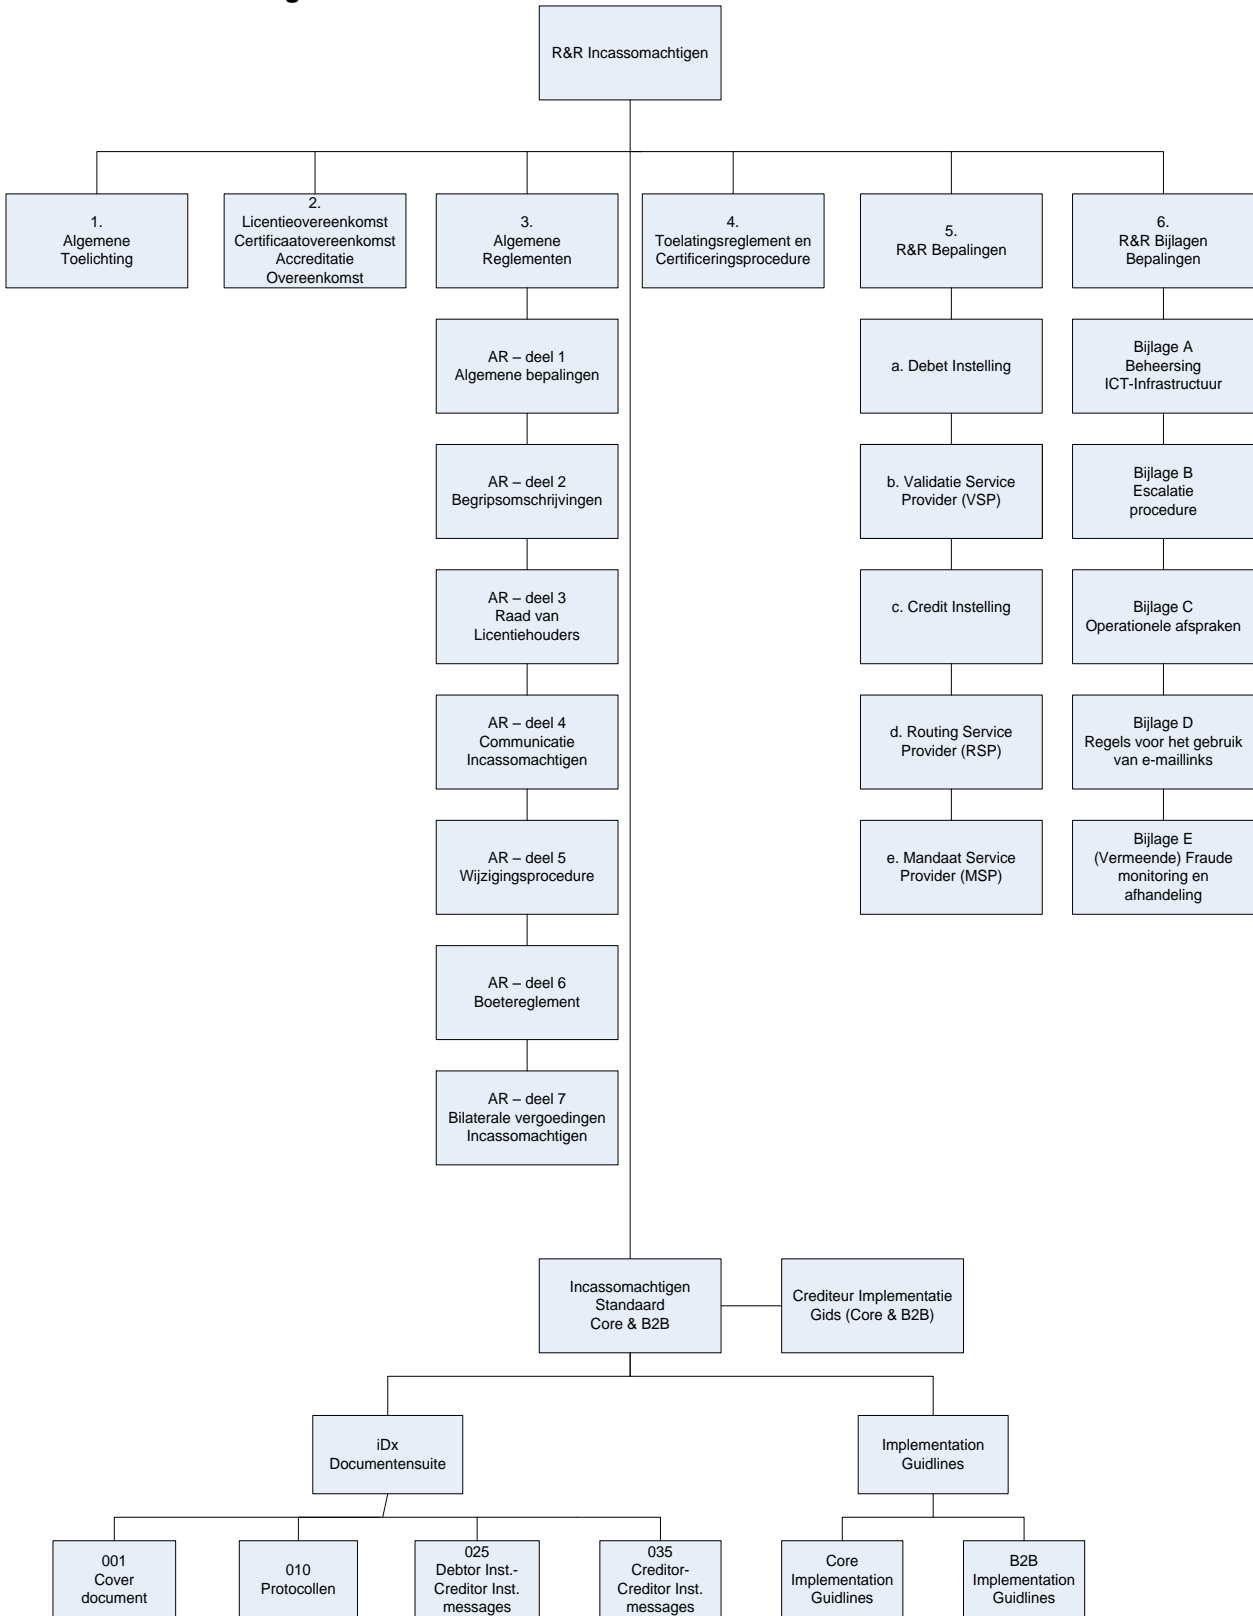 R&R Incassomachtigen
1.
Algemene
Toelichting
2.
Licentieovereenkomst
Certificaatovereenkomst
Accreditatie
Overeenkomst
3.
Algemene
Reglementen
4.
Toelatingsreglement en
Certificeringsprocedure
5.
R&R Bepalingen
6.
R&R Bijlagen
Bepalingen
AR – deel 1
Algemene bepalingen
AR – deel 2
Begripsomschrijvingen
AR – deel 3
Raad van
Licentiehouders
AR – deel 4
Communicatie
Incassomachtigen
AR – deel 5
Wijzigingsprocedure
AR – deel 6
Boetereglement
AR – deel 7
Bilaterale vergoedingen
Incassomachtigen
a. Debet Instelling
b. Validatie Service
Provider (VSP)
c. Credit Instelling
d. Routing Service
Provider (RSP)
e. Mandaat Service
Provider (MSP)
Bijlage A
Beheersing
ICT-Infrastructuur
Bijlage B
Escalatie
procedure
Bijlage C
Operationele afspraken
Bijlage D
Regels voor het gebruik
van e-maillinks
Bijlage E
(Vermeende) Fraude
monitoring en
afhandeling
Incassomachtigen
Standaard
Core & B2B
Crediteur Implementatie
Gids (Core & B2B)
iDx
Documentensuite
Implementation
Guidlines
001
Cover
document
010
Protocollen
025
Debtor Inst.-
Creditor Inst.
messages
035
Creditor-
Creditor Inst.
messages
Core
Implementation
Guidlines
B2B
Implementation
Guidlines